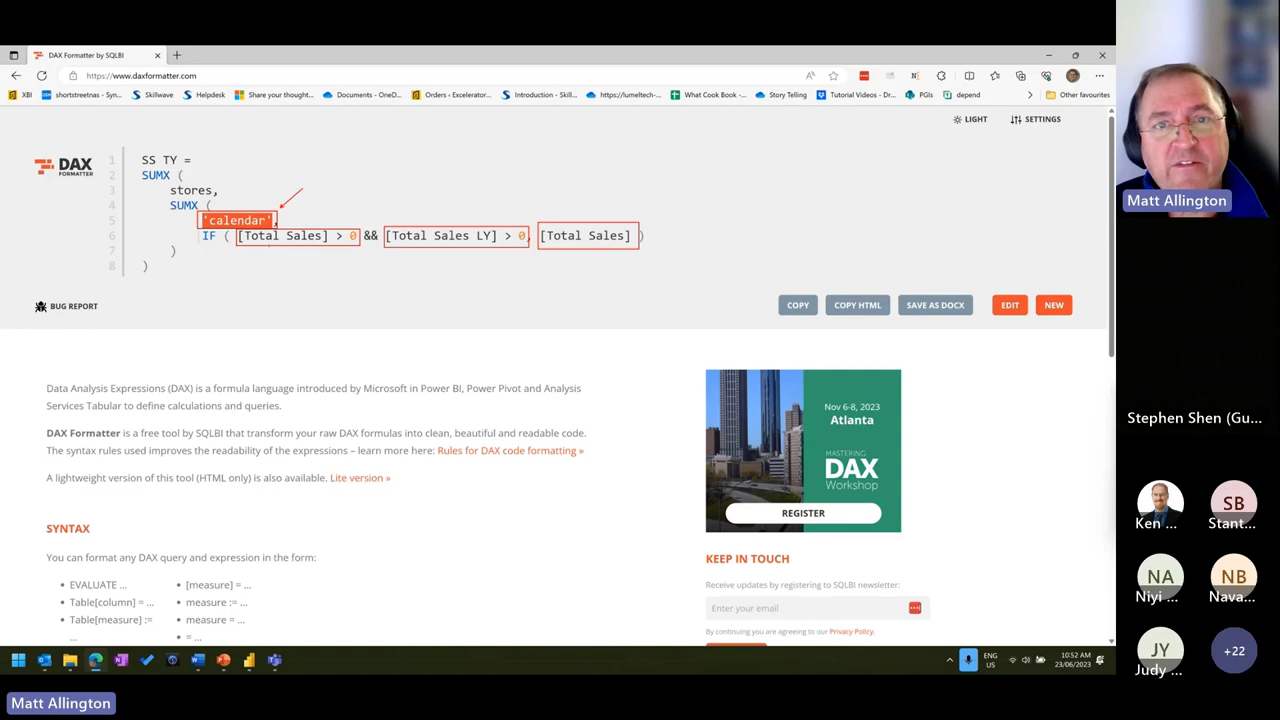 DAX Formatter by SQLBI
https://www.daxformatter.com
XBI
shortstreetnas - Syn...
Skillwave
Helpdesk
Share your thought...
Documents - OneD...
Orders - Excelerator...
Introduction - Skill...
https://lumeltech-...
What Cook Book -...
Story Telling
Tutorial Videos - Dr...
PGIs
depend
Other favourites
LIGHT
SETTINGS
DAX
FORMATTER
1 SS TY =
2 SUMX (
3 stores,
4 SUMX (
5 'calendar',
6 IF ( [Total Sales] > 0 && [Total Sales LY] > 0, [Total Sales] )
7 )
8 )
BUG REPORT
COPY
COPY HTML
SAVE AS DOCX
EDIT
NEW
Data Analysis Expressions (DAX) is a formula language introduced by Microsoft in Power BI, Power Pivot and Analysis
Services Tabular to define calculations and queries.
DAX Formatter is a free tool by SQLBI that transform your raw DAX formulas into clean, beautiful and readable code.
The syntax rules used improves the readability of the expressions – learn more here: Rules for DAX code formatting »
A lightweight version of this tool (HTML only) is also available. Lite version »
SYNTAX
You can format any DAX query and expression in the form:
• EVALUATE ...
• Table[column] = ...
• Table[measure] :=
...
• [measure] = ...
• measure := ...
• measure = ...
• = ...
Nov 6-8, 2023
Atlanta
MASTERING
DAX
Workshop
REGISTER
KEEP IN TOUCH
Receive updates by registering to SQLBI newsletter:
Enter your email
By continuing you are agreeing to our Privacy Policy.
ENG
US
10:52 AM
23/06/2023
Matt Allington
Matt Allington
Stephen Shen (Gu...
Ken ...
SB
Stant...
NA
Niyi ...
NB
Nava...
JY
Judy ...
+22